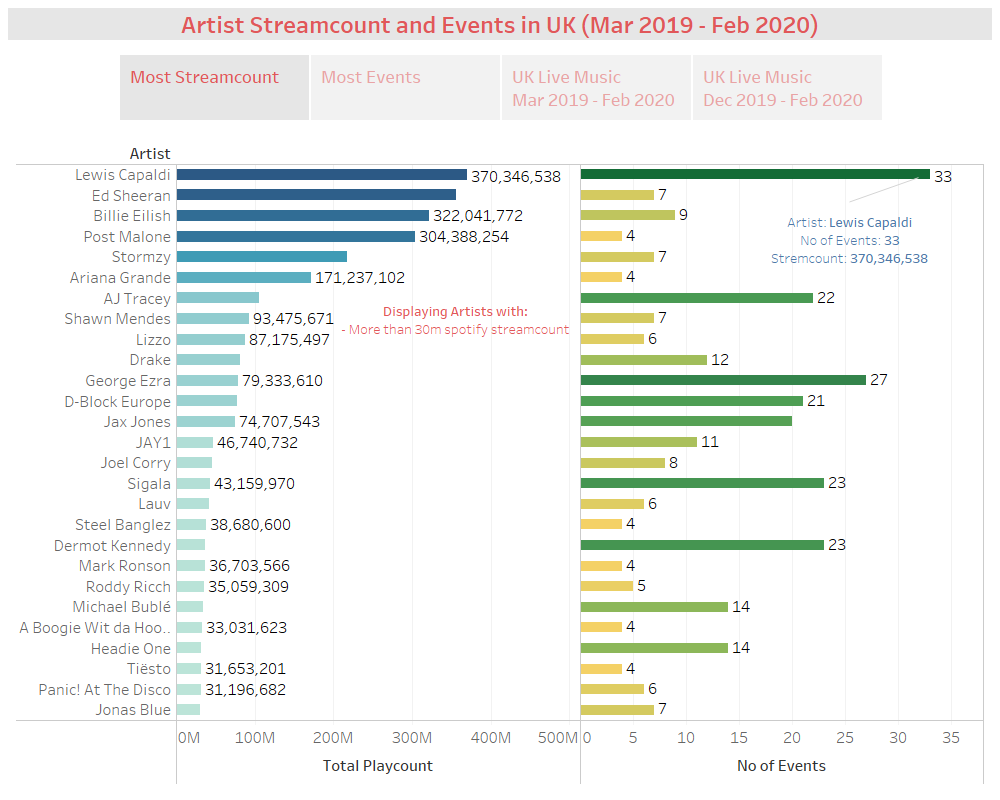 Artist Streamcount and Events in UK (Mar 2019 - Feb 2020)
Most Streamcount
Most Events
UK Live Music
Mar 2019 - Feb 2020
UK Live Music
Dec 2019 - Feb 2020
Artist
Lewis Capaldi 370,346,538 33
Ed Sheeran 7
Billie Eilish 322,041,772 9
Post Malone 304,388,254 4
Stormzy 7
Ariana Grande 171,237,102 4
AJ Tracey 22
Shawn Mendes 93,475,671 7
Lizzo 87,175,497 6
Drake 12
George Ezra 79,333,610 27
D-Block Europe 21
Jax Jones 74,707,543
JAY1 46,740,732 11
Joel Corry 8
Sigala 43,159,970 23
Lauv 6
Steel Banglez 38,680,600 4
Dermot Kennedy 23
Mark Ronson 36,703,566 4
Roddy Ricch 35,059,309 5
Michael Bublé 14
A Boogie Wit da Hoo.. 33,031,623 4
Headie One 14
Tiësto 31,653,201 4
Panic! At The Disco 31,196,682 6
Jonas Blue 7
Artist: Lewis Capaldi
No of Events: 33
Stremcount: 370,346,538
Displaying Artists with:
- More than 30m spotify streamcount
0M 100M 200M 300M 400M 500M
0 5 10 15 20 25 30 35
Total Playcount
No of Events